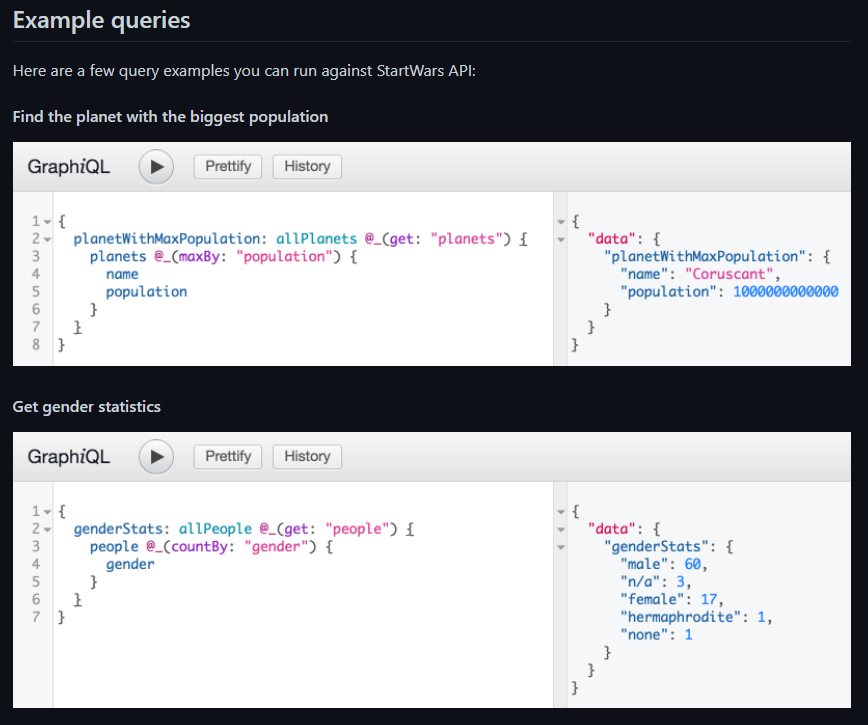 Example queries
Here are a few query examples you can run against StartWars API:
Find the planet with the biggest population
GraphiQL Prettify History
1 {
2 planetWithMaxPopulation: allPlanets @_(get: "planets") {
3 planets @_(maxBy: "population") {
4 name
5 population
6 }
7 }
8 }
{
"data": {
"planetWithMaxPopulation": {
"name": "Coruscant",
"population": 1000000000000
}
}
}
Get gender statistics
GraphiQL Prettify History
1 {
2 genderStats: allPeople @_(get: "people") {
3 people @_(countBy: "gender") {
4 gender
5 }
6 }
7 }
{
"data": {
"genderStats": {
"male": 60,
"n/a": 3,
"female": 17,
"hermaphrodite": 1,
"none": 1
}
}
}